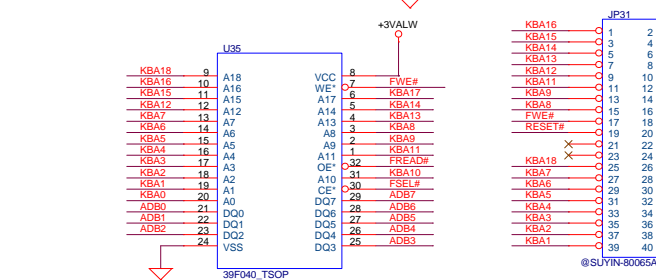 +3VALW
U35
KBA18 9 A18 VCC 8
KBA16 10 A16 WE* 7 FWE#
KBA15 11 A15 A17 6 KBA17
KBA12 12 A12 A14 5 KBA14
KBA7 13 A7 A13 4 KBA13
KBA6 14 A6 A8 3 KBA8
KBA5 15 A5 A9 2 KBA9
KBA4 16 A4 A11 1 KBA11
KBA3 17 A3 OE* 32 FREAD#
KBA2 18 A2 A10 31 KBA10
KBA1 19 A1 CE* 30 FSEL#
KBA0 20 A0 DQ7 29 ADB7
ADB0 21 DQ0 DQ6 28 ADB6
ADB1 22 DQ1 DQ5 27 ADB5
ADB2 23 DQ2 DQ4 26 ADB4
24 VSS DQ3 25 ADB3
39F040_TSOP
JP31
KBA16 1 2
KBA15 3 4
KBA14 5 6
KBA13 7 8
KBA12 9 10
KBA11 11 12
KBA9 13 14
KBA8 15 16
FWE# 17 18
RESET# 19 20
21 22
23 24
KBA18 25 26
KBA7 27 28
KBA6 29 30
KBA5 31 32
KBA4 33 34
KBA3 35 36
KBA2 37 38
KBA1 39 40
@SUYIN-80065A